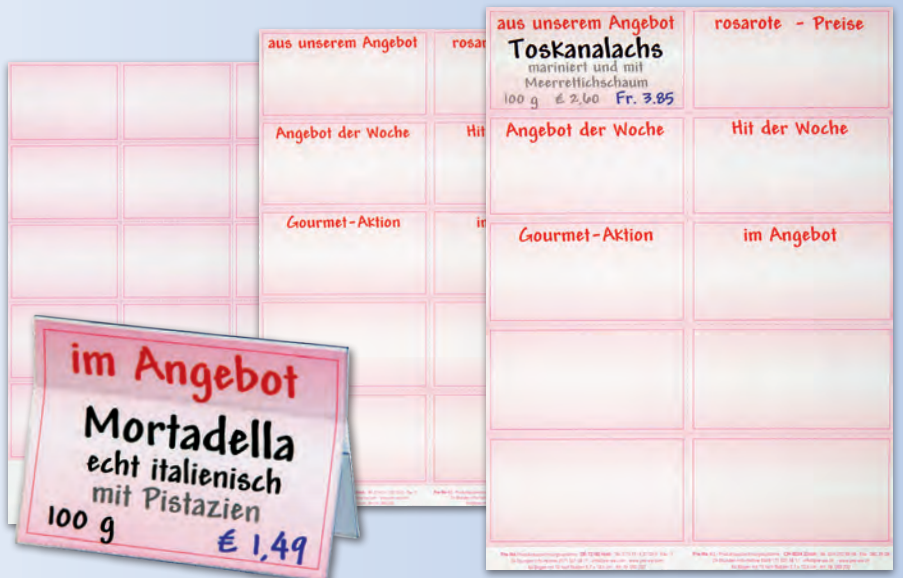 aus unserem Angebot
rosar
Angebot der Woche
Hit
Gourmet-Aktion
aus unserem Angebot
Toskanalachs
mariniert und mit
Meerrettichschaum
100 g € 2,60 Fr. 3.85
rosarote - Preise
Angebot der Woche
Hit der Woche
Gourmet-Aktion
im Angebot
im Angebot
Mortadella
echt italienisch
mit Pistazien
100 g
€ 1,49